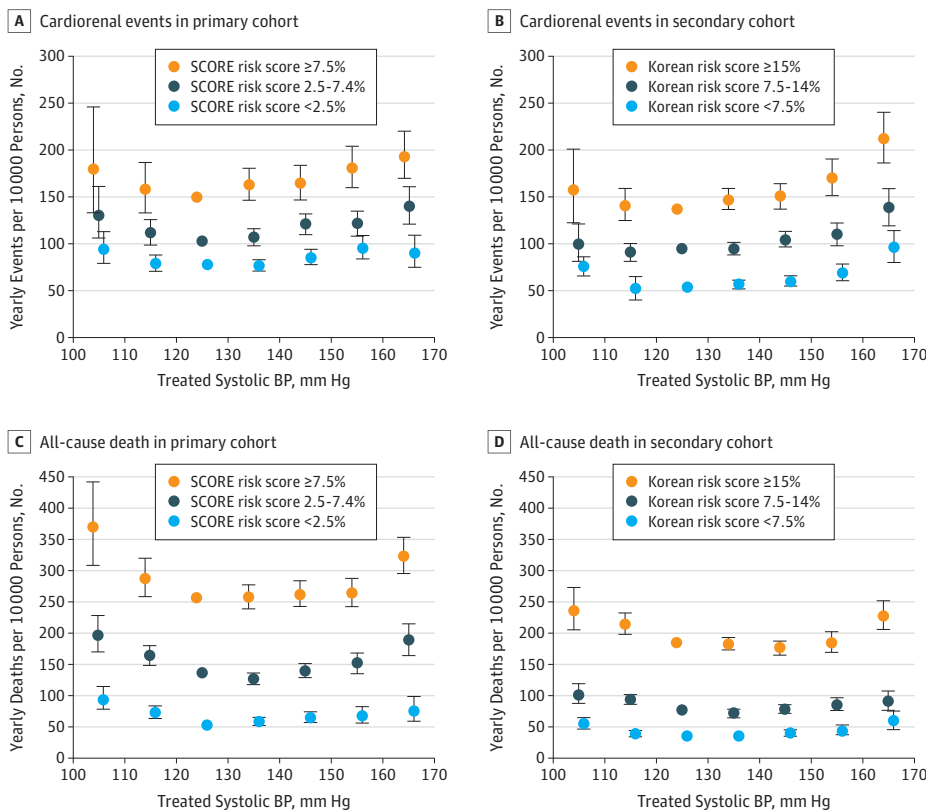 A Cardiorenal events in primary cohort
300
250
200
150
100
50
0
Yearly Events per 10 000 Persons, No.
SCORE risk score ≥7.5%
SCORE risk score 2.5-7.4%
SCORE risk score <2.5%
100 110 120 130 140 150 160 170
Treated Systolic BP, mm Hg
B Cardiorenal events in secondary cohort
300
250
200
150
100
50
0
Yearly Events per 10 000 Persons, No.
Korean risk score ≥15%
Korean risk score 7.5-14%
Korean risk score <7.5%
100 110 120 130 140 150 160 170
Treated Systolic BP, mm Hg
C All-cause death in primary cohort
450
400
350
300
250
200
150
100
50
0
Yearly Deaths per 10 000 Persons, No.
SCORE risk score ≥7.5%
SCORE risk score 2.5-7.4%
SCORE risk score <2.5%
100 110 120 130 140 150 160 170
Treated Systolic BP, mm Hg
D All-cause death in secondary cohort
450
400
350
300
250
200
150
100
50
0
Yearly Deaths per 10 000 Persons, No.
Korean risk score ≥15%
Korean risk score 7.5-14%
Korean risk score <7.5%
100 110 120 130 140 150 160 170
Treated Systolic BP, mm Hg